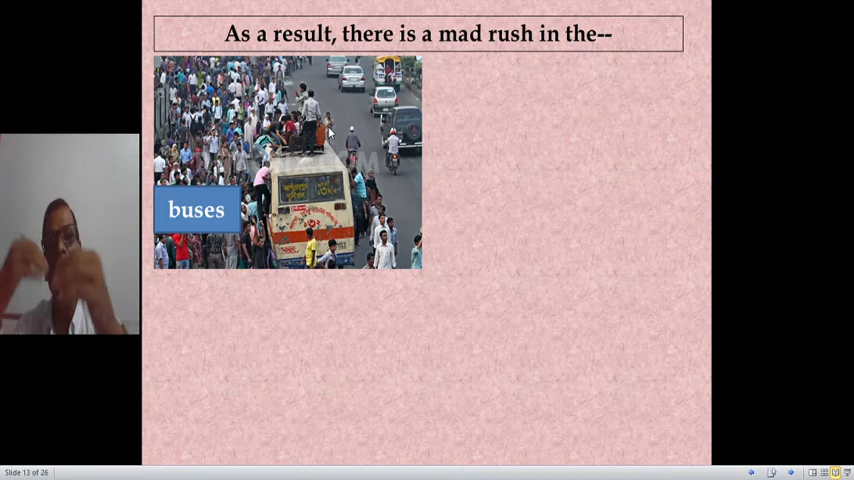 As a result, there is a mad rush in the--
buses
Slide 13 of 26